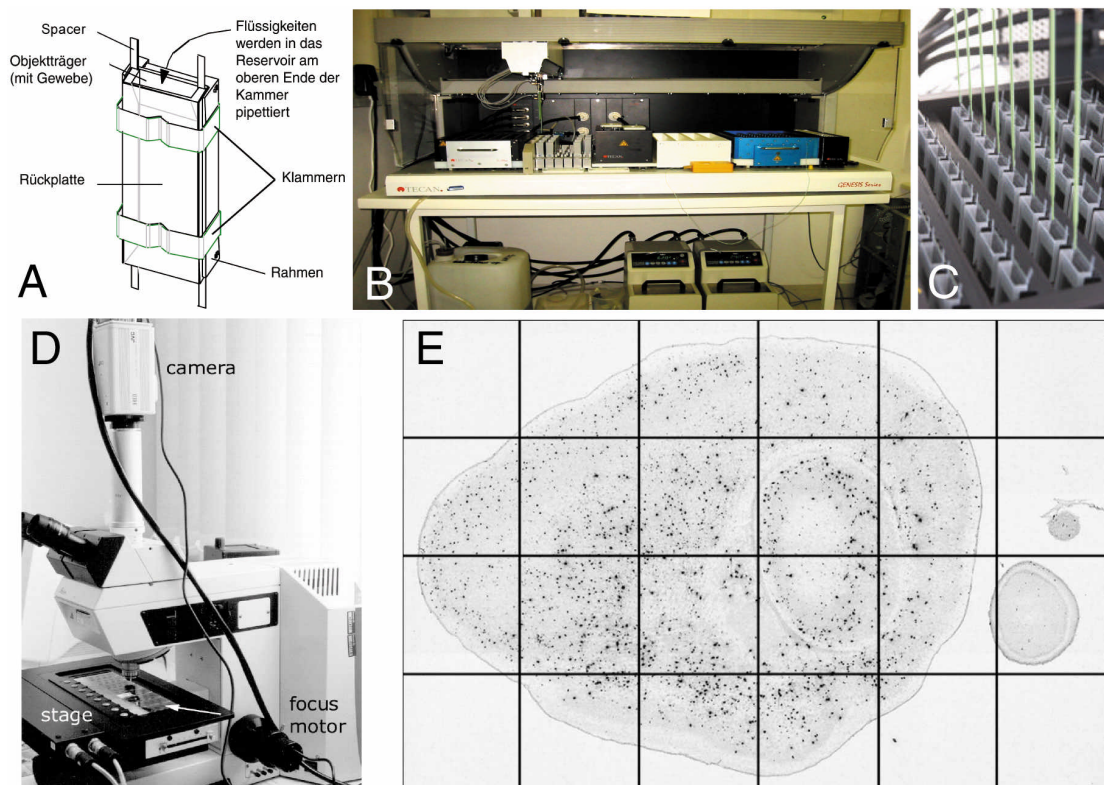 Spacer
Objektträger
(mit Gewebe)
Flüssigkeiten
werden in das
Reservoir am
oberen Ende der
Kammer
pipettiert
Rückplatte
Klammern
Rahmen
A
B
TECAN.
TECAN
GENESIS Series
C
D
camera
stage
focus
motor
E